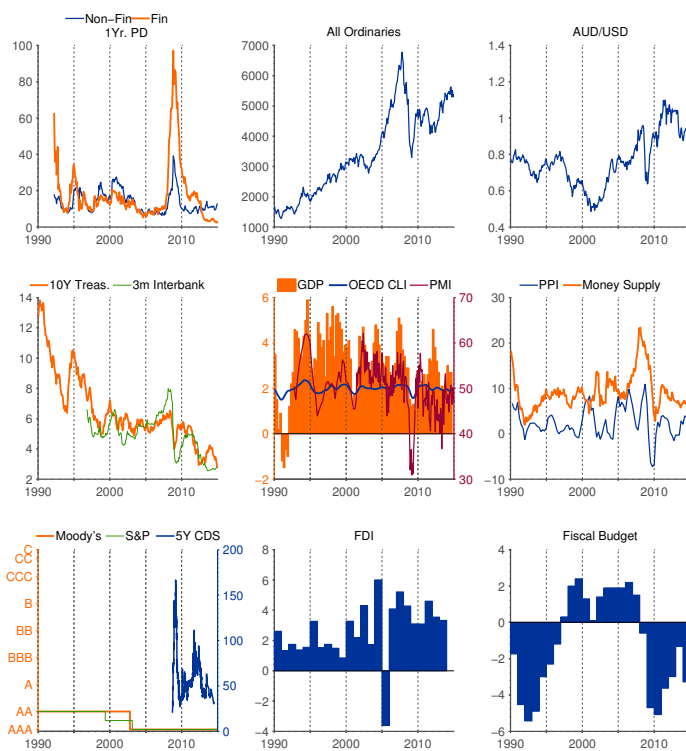 Non-Fin Fin
1Yr. PD
100
80
60
40
20
0
1990 2000 2010
All Ordinaries
7000
6000
5000
4000
3000
2000
1000
1990 2000 2010
AUD/USD
1.4
1.2
1
0.8
0.6
0.4
1990 2000 2010
10Y Treas. 3m Interbank
14
12
10
8
6
4
2
1990 2000 2010
GDP OECD CLI PMI
6
4
2
0
−2
70
60
50
40
30
1990 2000 2010
PPI Money Supply
30
20
10
0
−10
1990 2000 2010
Moody's S&P 5Y CDS
C
CC
CCC
B
BB
BBB
A
AA
AAA
200
150
100
50
0
1990 2000 2010
FDI
8
6
4
2
0
−2
−4
1990 2000 2010
Fiscal Budget
4
2
0
−2
−4
−6
1990 2000 2010